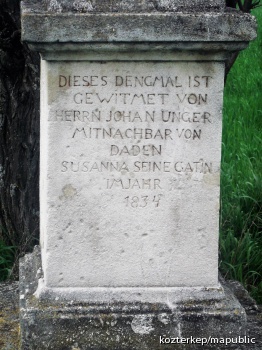 DIESES DENGMAL IST
GEWITMET VON
HERRN JOHAN UNGER
MITNACHBAR VON
DADEN
SUSANNA SEINE GATIN
IM JAHR
1834
kozterkep/mapublic